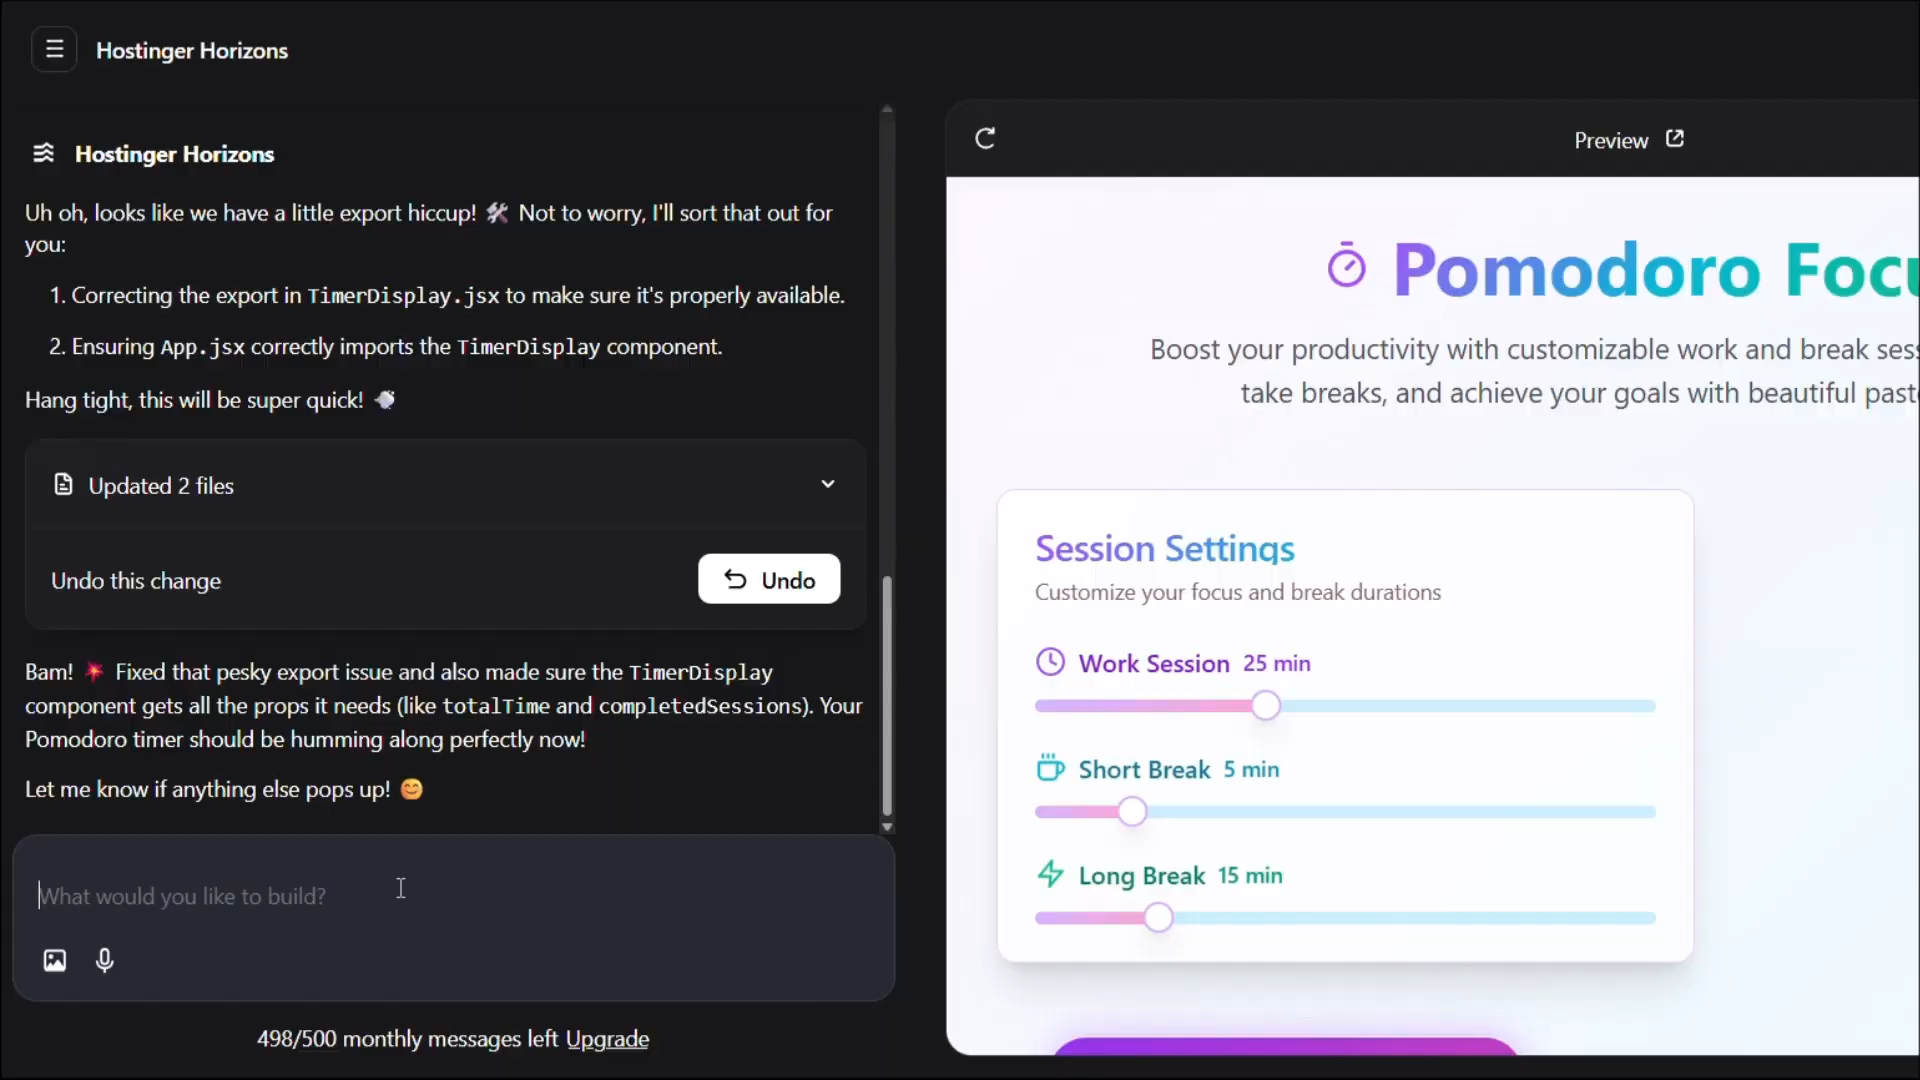 Hostinger Horizons
Hostinger Horizons
Uh oh, looks like we have a little export hiccup! 🛠️ Not to worry, I'll sort that out for
you:
1. Correcting the export in TimerDisplay.jsx to make sure it's properly available.
2. Ensuring App.jsx correctly imports the TimerDisplay component.
Hang tight, this will be super quick! 💨
Updated 2 files
Undo this change
Undo
Bam! 💥 Fixed that pesky export issue and also made sure the TimerDisplay
component gets all the props it needs (like totalTime and completedSessions). Your
Pomodoro timer should be humming along perfectly now!
Let me know if anything else pops up! 😊
What would you like to build?
498/500 monthly messages left Upgrade
Preview
Pomodoro Focu
Boost your productivity with customizable work and break sess
take breaks, and achieve your goals with beautiful past
Session Settings
Customize your focus and break durations
Work Session 25 min
Short Break 5 min
Long Break 15 min